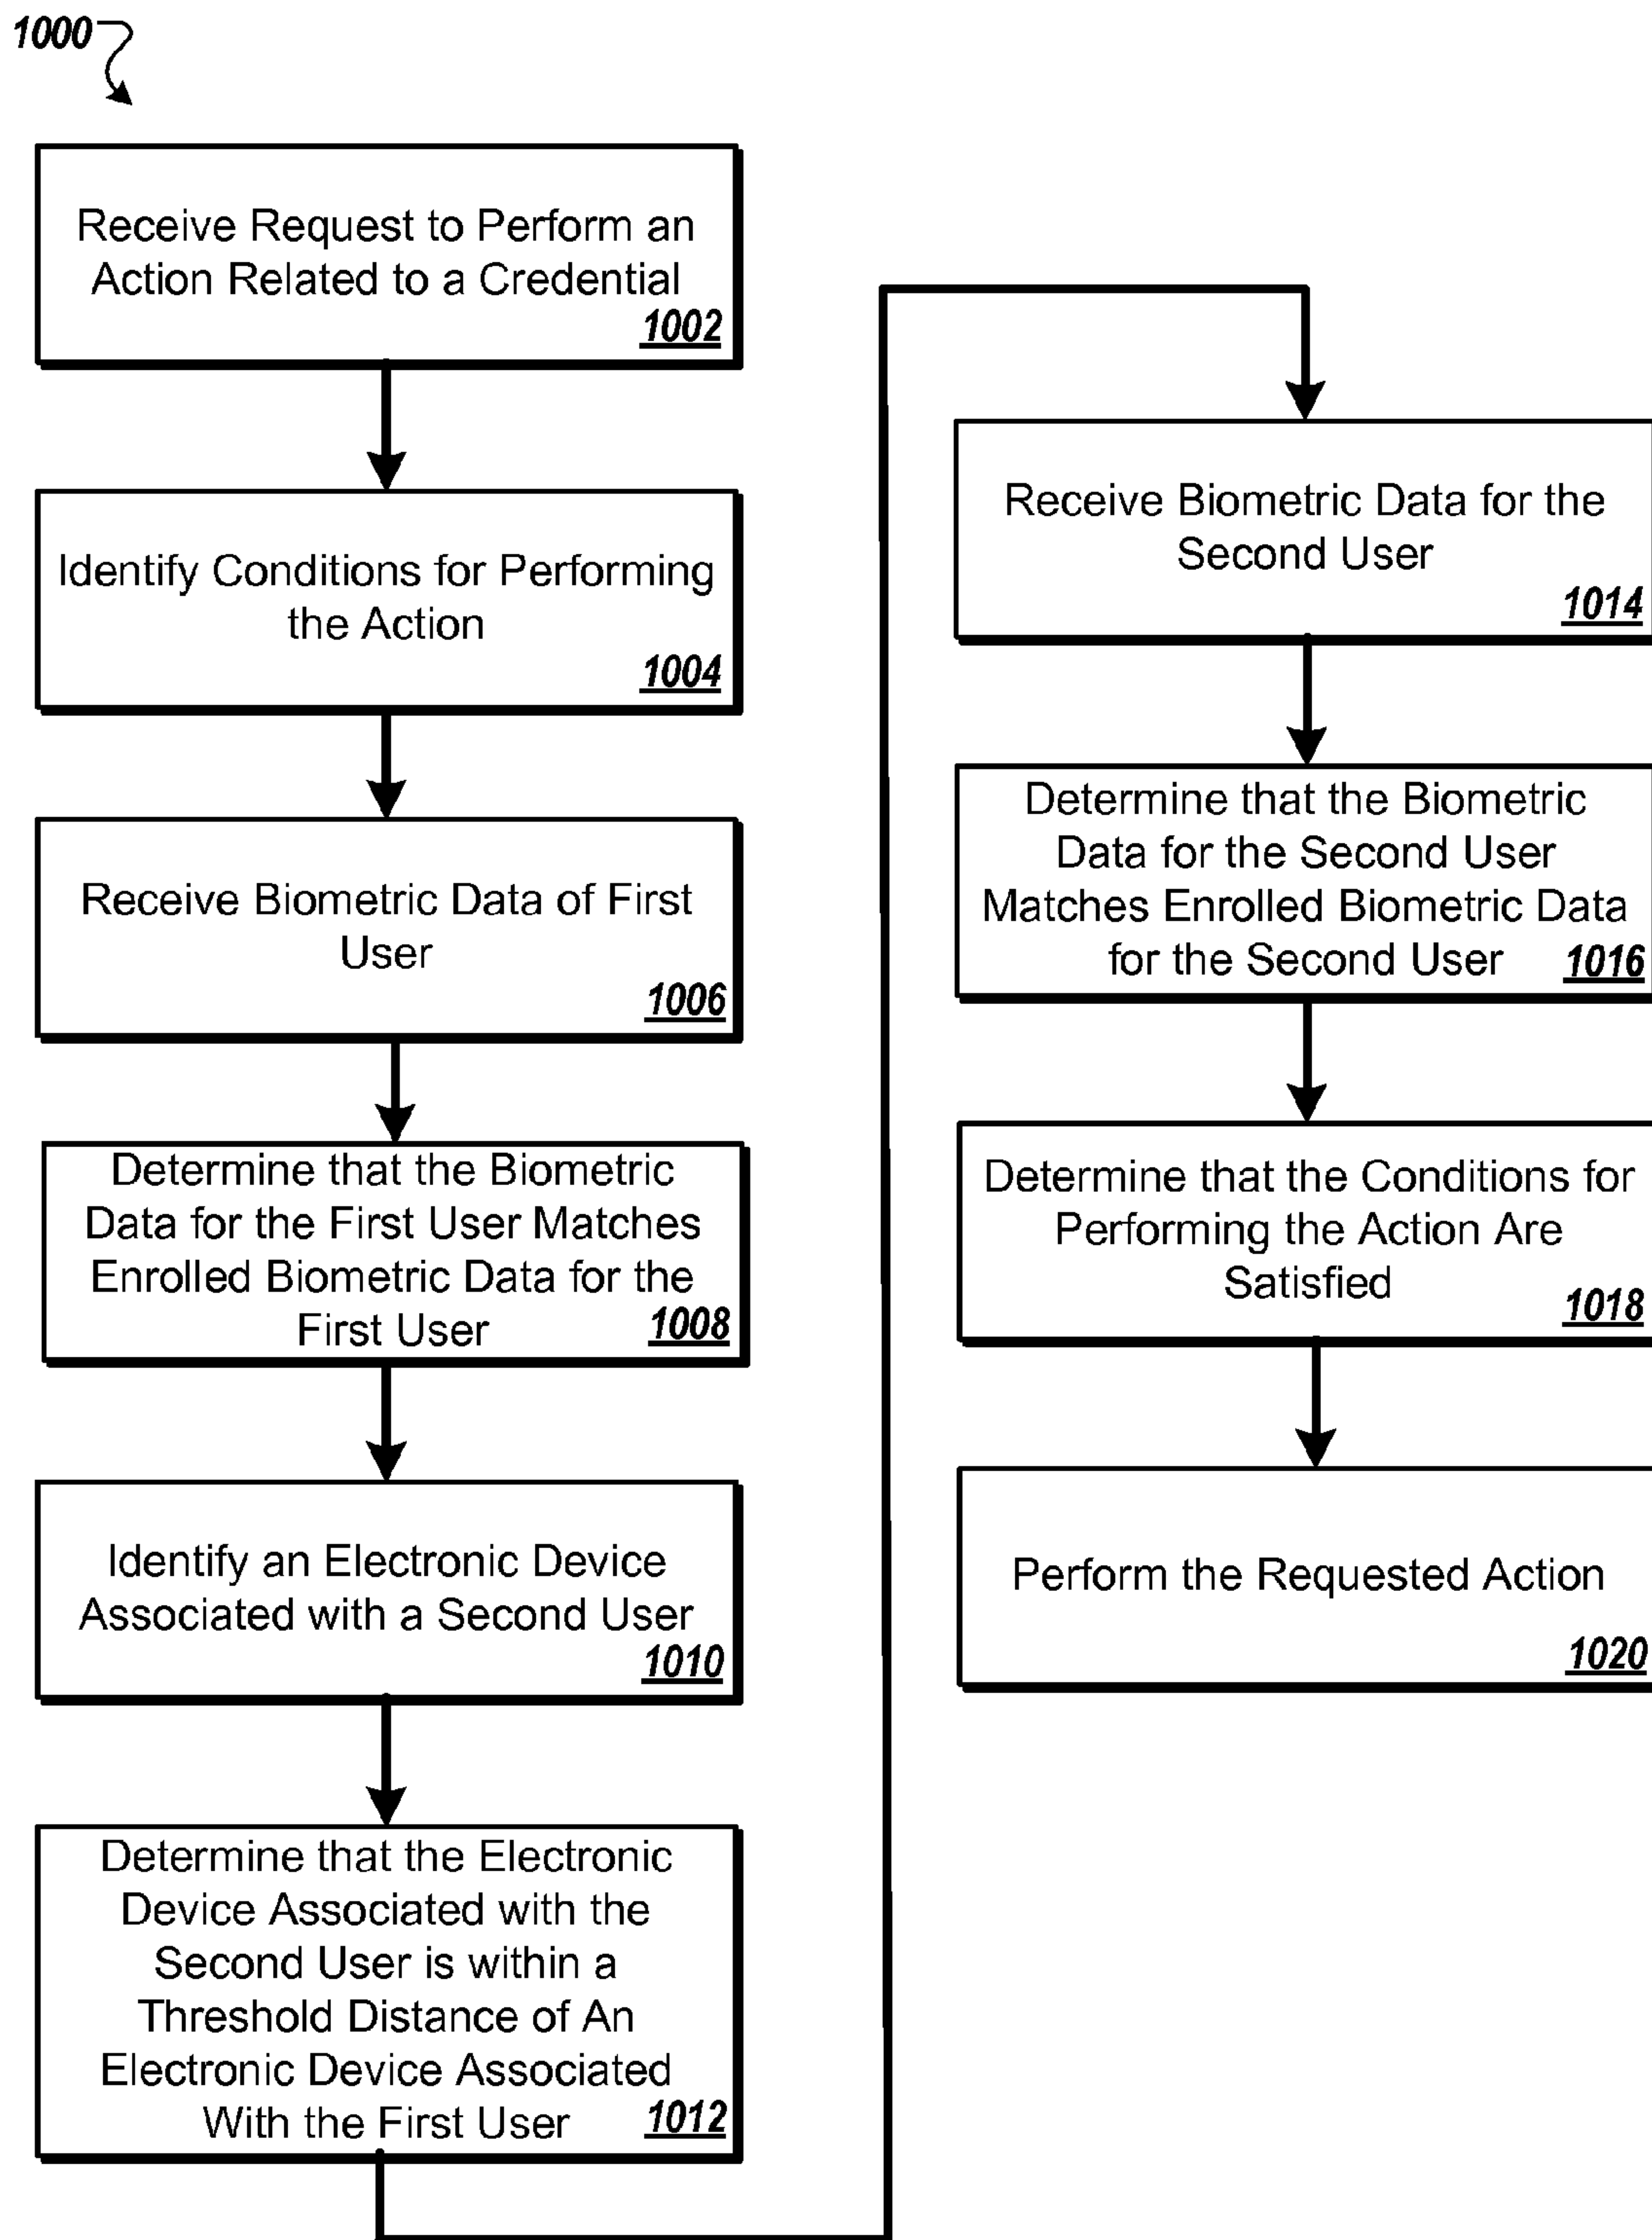 1000
Receive Request to Perform an
Action Related to a Credential
1002
Identify Conditions for Performing
the Action
1004
Receive Biometric Data of First
User
1006
Determine that the Biometric
Data for the First User Matches
Enrolled Biometric Data for the
First User
1008
Identify an Electronic Device
Associated with a Second User
1010
Determine that the Electronic
Device Associated with the
Second User is within a
Threshold Distance of An
Electronic Device Associated
With the First User
1012
Receive Biometric Data for the
Second User
1014
Determine that the Biometric
Data for the Second User
Matches Enrolled Biometric Data
for the Second User
1016
Determine that the Conditions for
Performing the Action Are
Satisfied
1018
Perform the Requested Action
1020